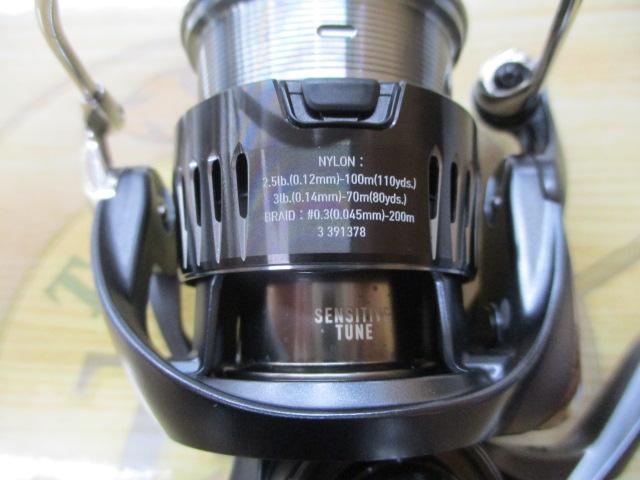 NYLON :
2.5lb.(0.12mm)-100m(110yds.)
3lb.(0.14mm)-70m(80yds.)
BRAID : #0.3(0.045mm)-200m
3 391378
SENSITIVE
TUNE